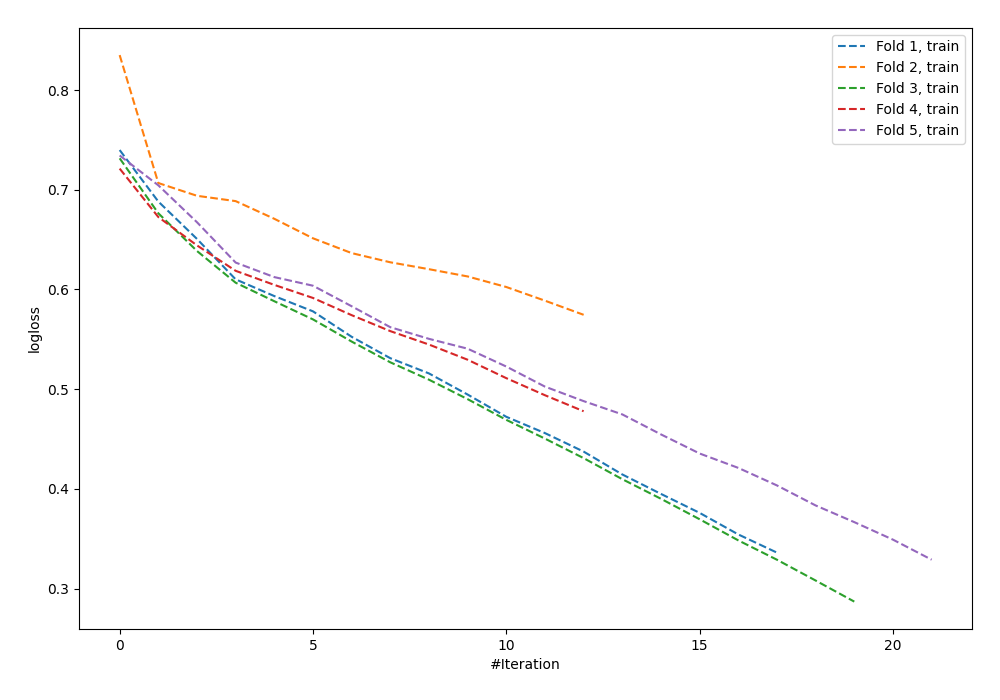 Fold 1, train
Fold 2, train
Fold 3, train
Fold 4, train
Fold 5, train
logloss
0.8
0.7
0.6
0.5
0.4
0.3
0
5
10
15
20
#Iteration